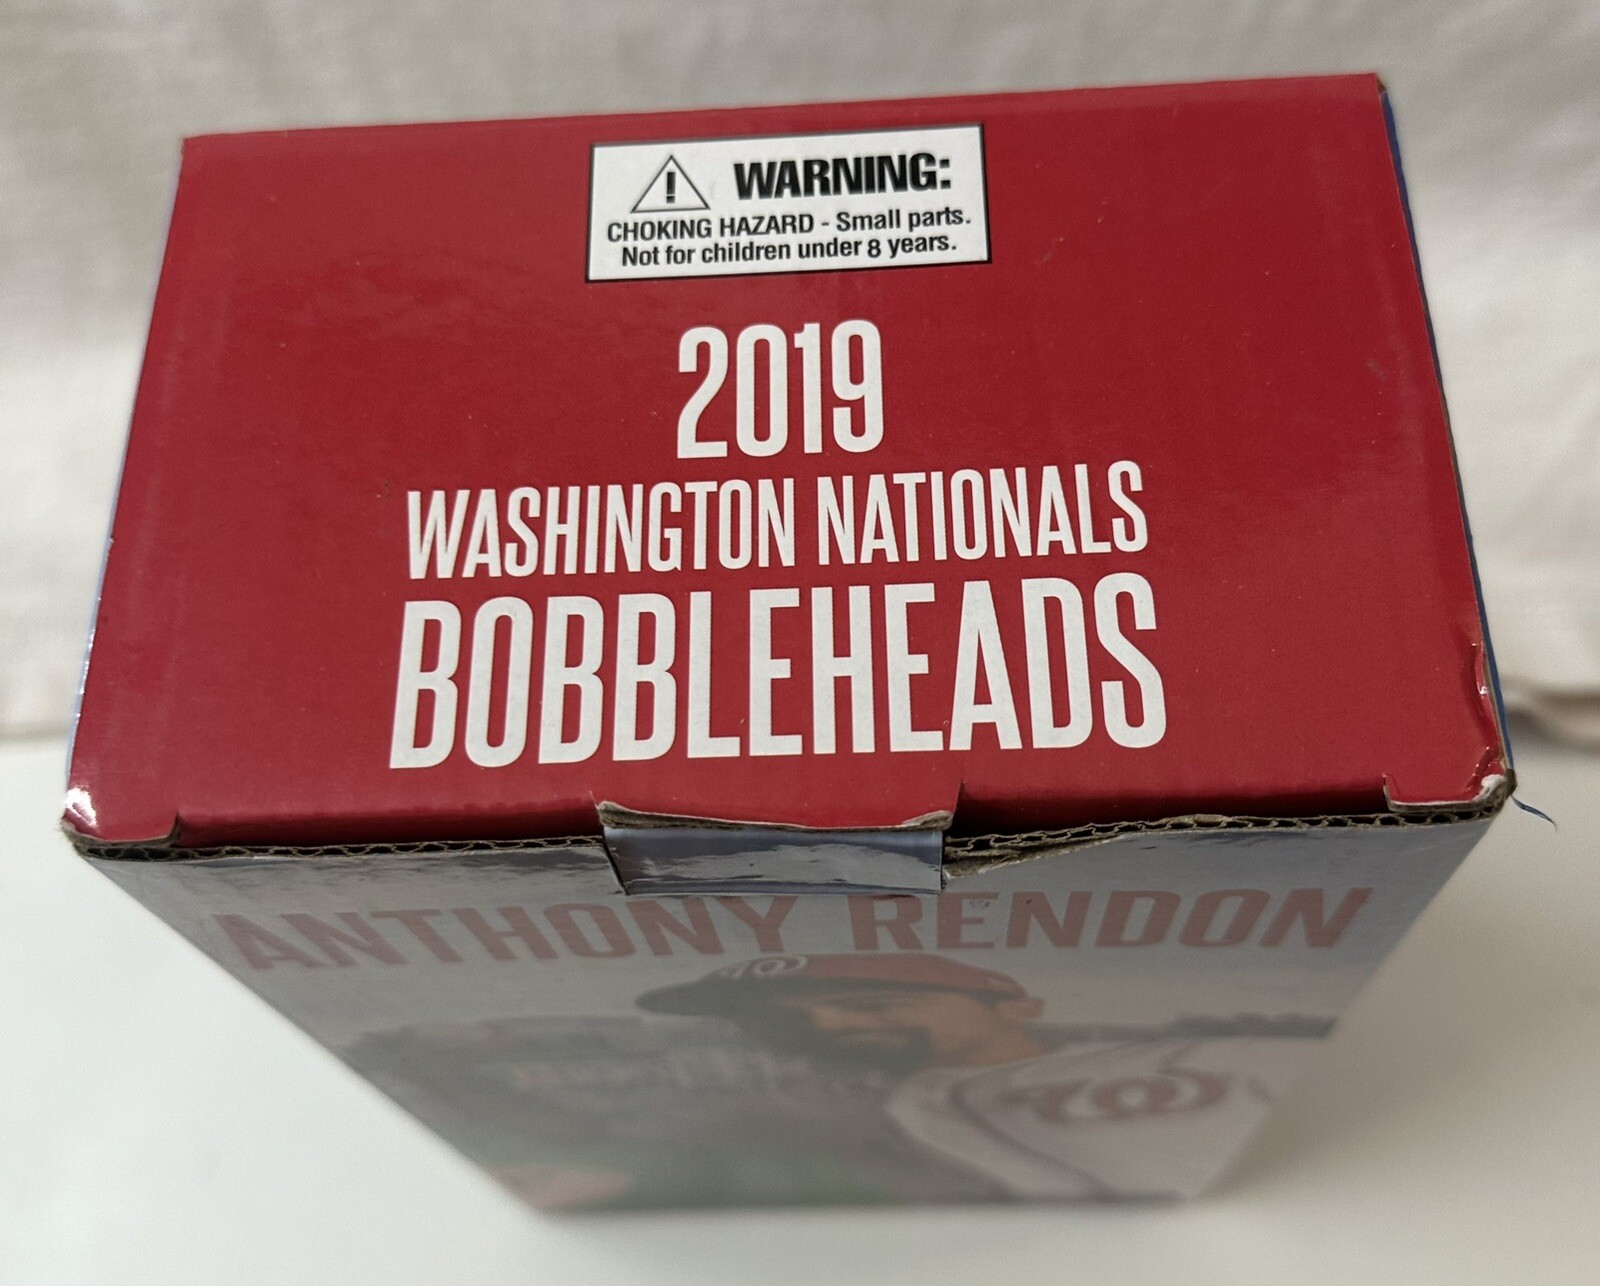 WARNING:
CHOKING HAZARD - Small parts.
Not for children under 8 years.
2019
WASHINGTON NATIONALS
BOBBLEHEADS
ANTHONY RENDON
W
W